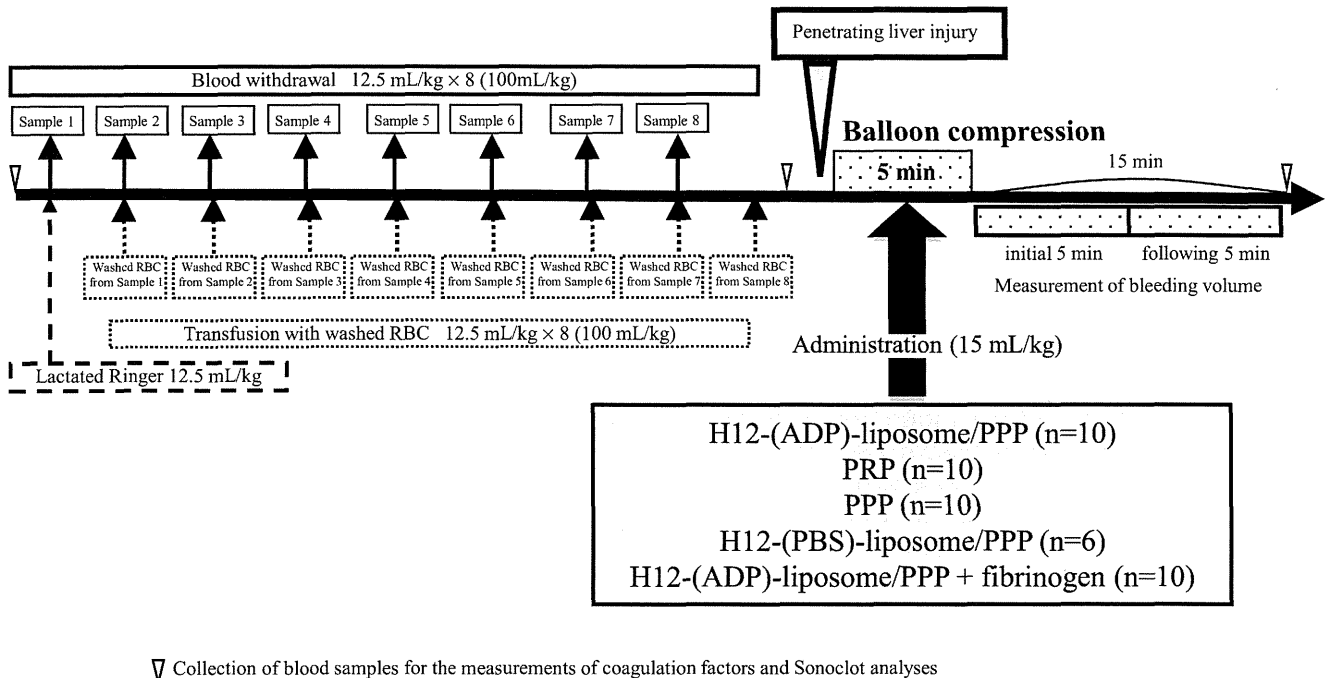 Penetrating liver injury
Blood withdrawal 12.5 mL/kg × 8 (100mL/kg)
Sample 1
Sample 2
Sample 3
Sample 4
Sample 5
Sample 6
Sample 7
Sample 8
Balloon compression
5 min
15 min
Washed RBC
from Sample 1
Washed RBC
from Sample 2
Washed RBC
from Sample 3
Washed RBC
from Sample 4
Washed RBC
from Sample 5
Washed RBC
from Sample 6
Washed RBC
from Sample 7
Washed RBC
from Sample 8
initial 5 min
following 5 min
Measurement of bleeding volume
Transfusion with washed RBC 12.5 mL/kg × 8 (100 mL/kg)
Administration (15 mL/kg)
Lactated Ringer 12.5 mL/kg
H12-(ADP)-liposome/PPP (n=10)
PRP (n=10)
PPP (n=10)
H12-(PBS)-liposome/PPP (n=6)
H12-(ADP)-liposome/PPP + fibrinogen (n=10)
Collection of blood samples for the measurements of coagulation factors and Sonoclot analyses